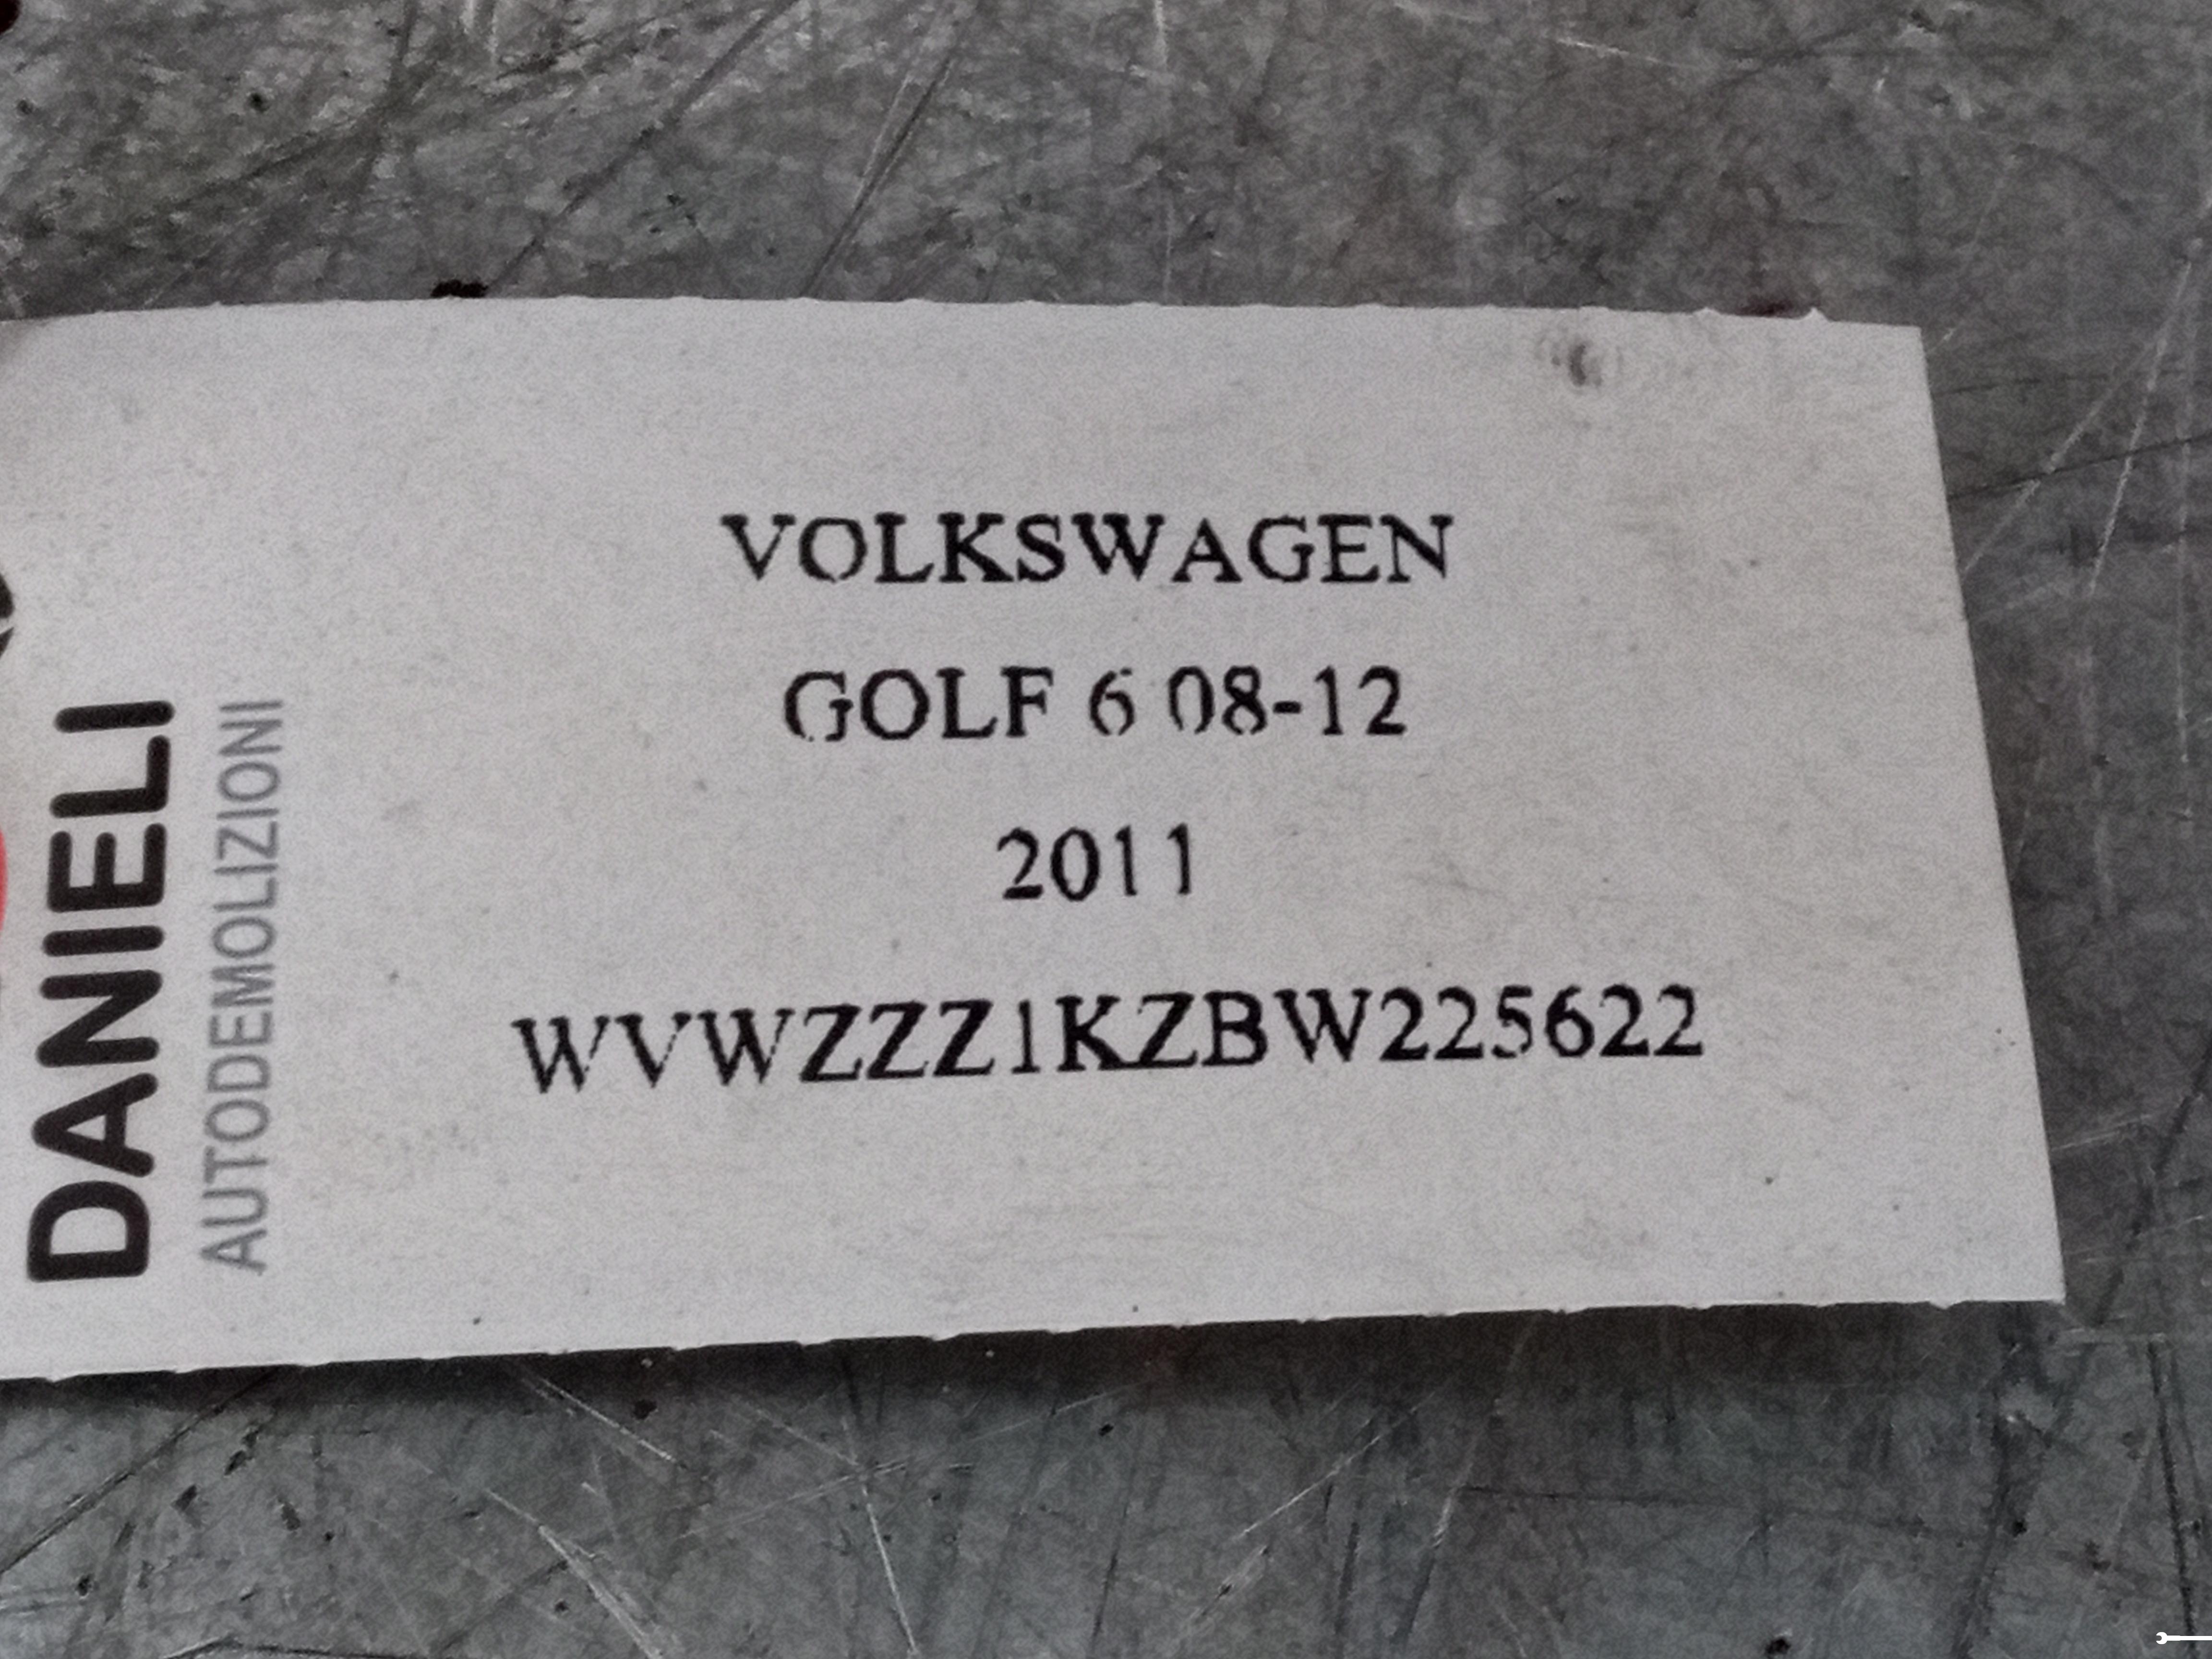 VOLKSWAGEN
GOLF 6 08-12
2011
WVWZZZ1KZBW225622
DANIELI
AUTODEMOLIZIONI